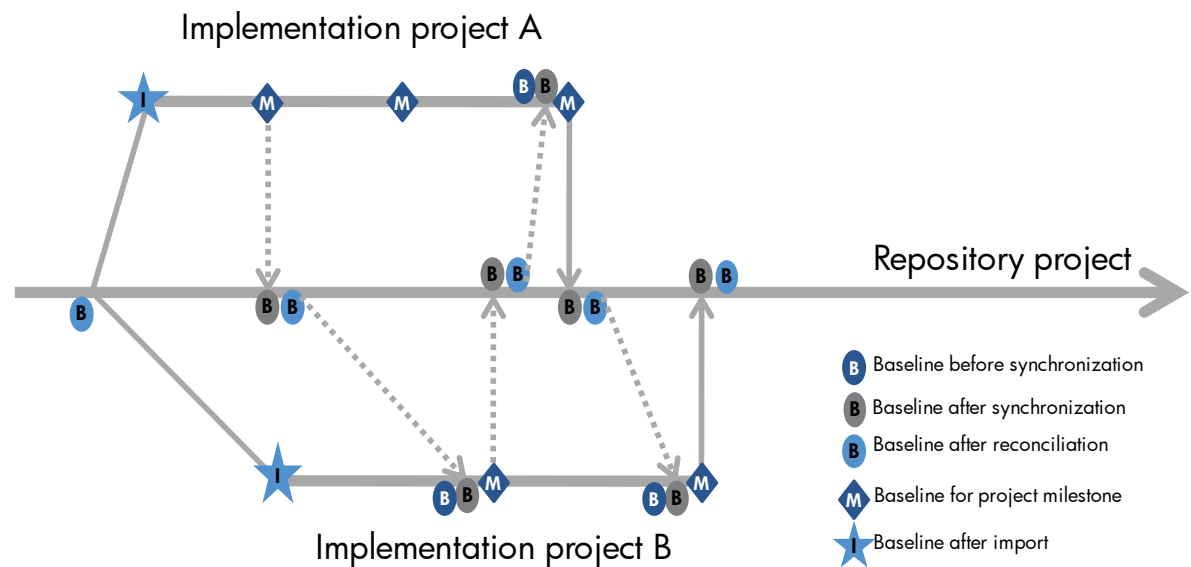 Implementation project A
B B
I M M M
B B
Repository project
B B B B B B B
I M M
B B B B
Implementation project B
B Baseline before synchronization
B Baseline after synchronization
B Baseline after reconciliation
M Baseline for project milestone
I Baseline after import